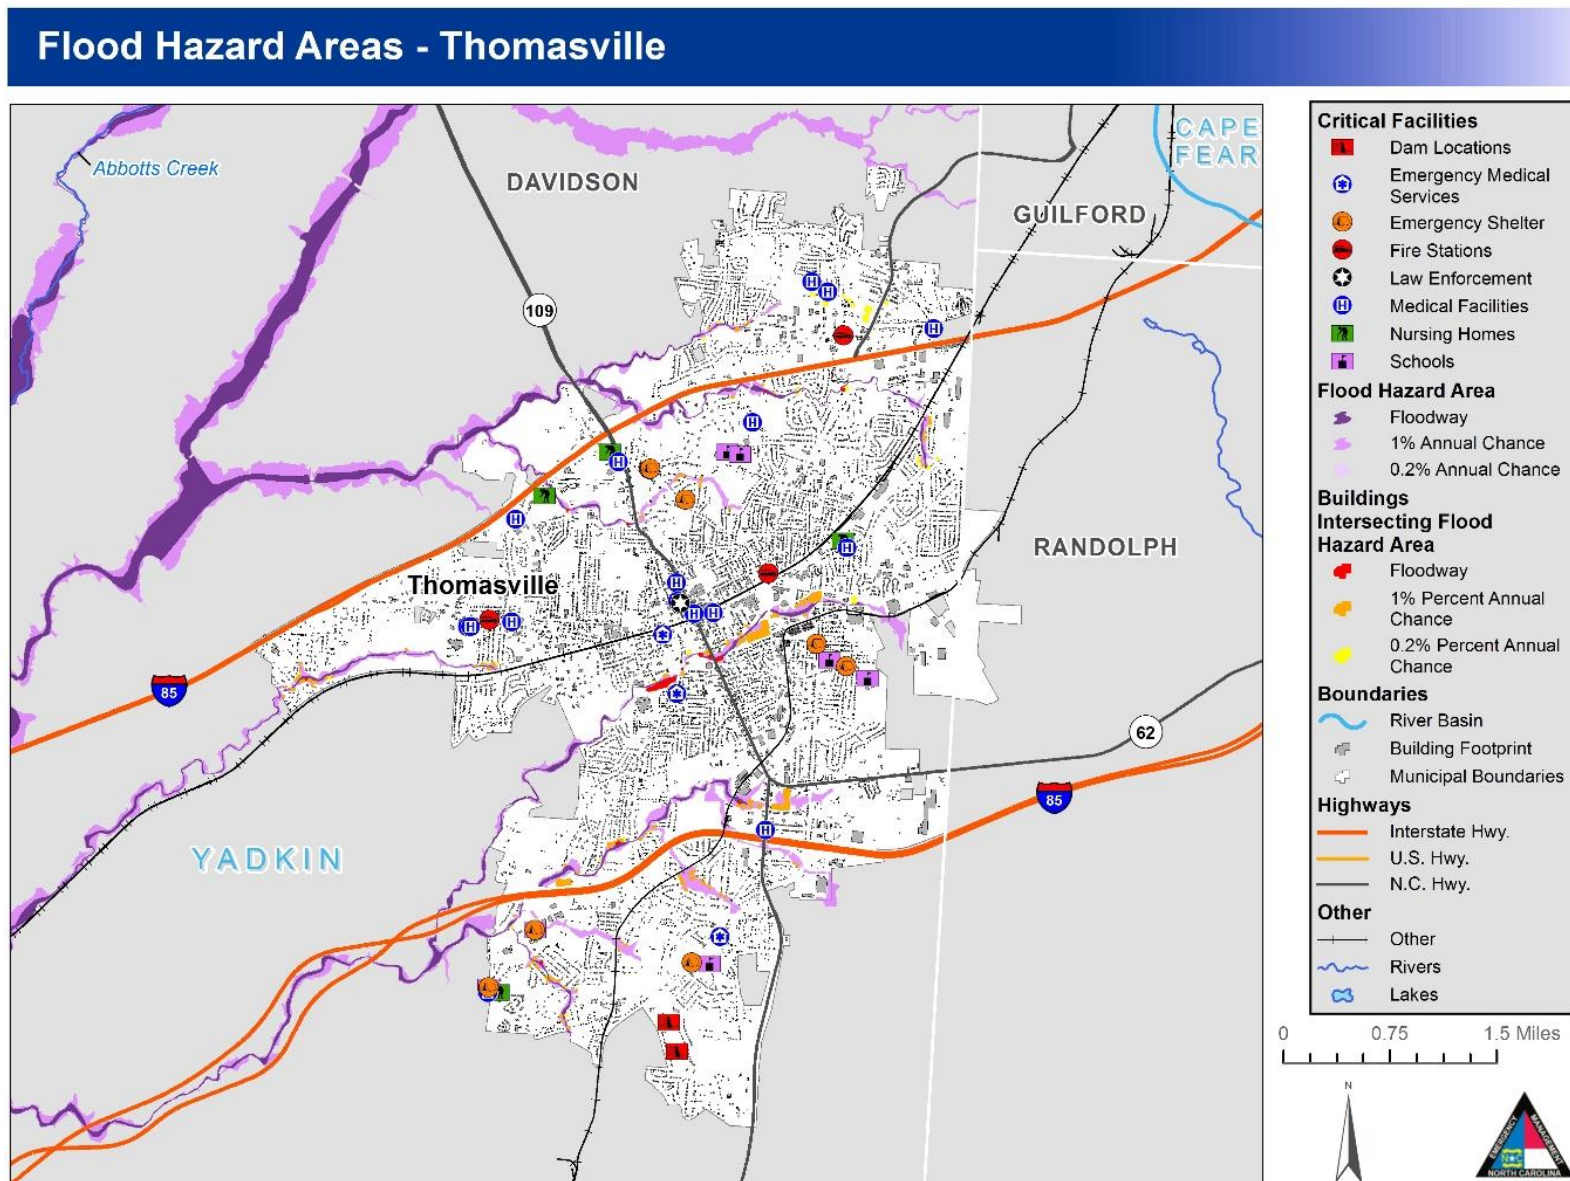 Flood Hazard Areas - Thomasville
Abbotts Creek
DAVIDSON
CAPE
FEAR
GUILFORD
109
RANDOLPH
Thomasville
85
62
85
YADKIN
H
H
H
H
H
H
H
H
H
H
H
H
H
Critical Facilities
Dam Locations
Emergency Medical
Services
Emergency Shelter
Fire Stations
Law Enforcement
H
Medical Facilities
Nursing Homes
Schools
Flood Hazard Area
Floodway
1% Annual Chance
0.2% Annual Chance
Buildings
Intersecting Flood
Hazard Area
Floodway
1% Percent Annual
Chance
0.2% Percent Annual
Chance
Boundaries
River Basin
Building Footprint
Municipal Boundaries
Highways
Interstate Hwy.
U.S. Hwy.
N.C. Hwy.
Other
Other
Rivers
Lakes
0 0.75 1.5 Miles
N
EMERGENCY
MANAGEMENT
N C
NORTH CAROLINA